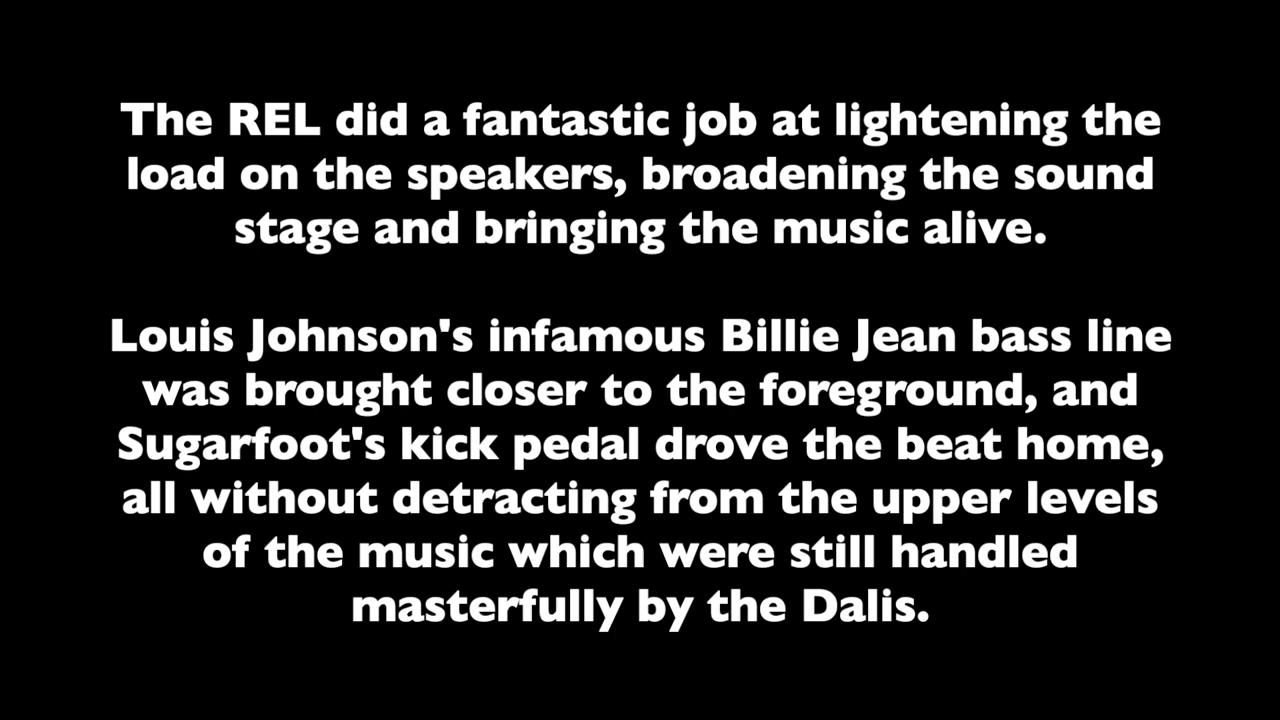 The REL did a fantastic job at lightening the
load on the speakers, broadening the sound
stage and bringing the music alive.
Louis Johnson's infamous Billie Jean bass line
was brought closer to the foreground, and
Sugarfoot's kick pedal drove the beat home,
all without detracting from the upper levels
of the music which were still handled
masterfully by the Dalis.